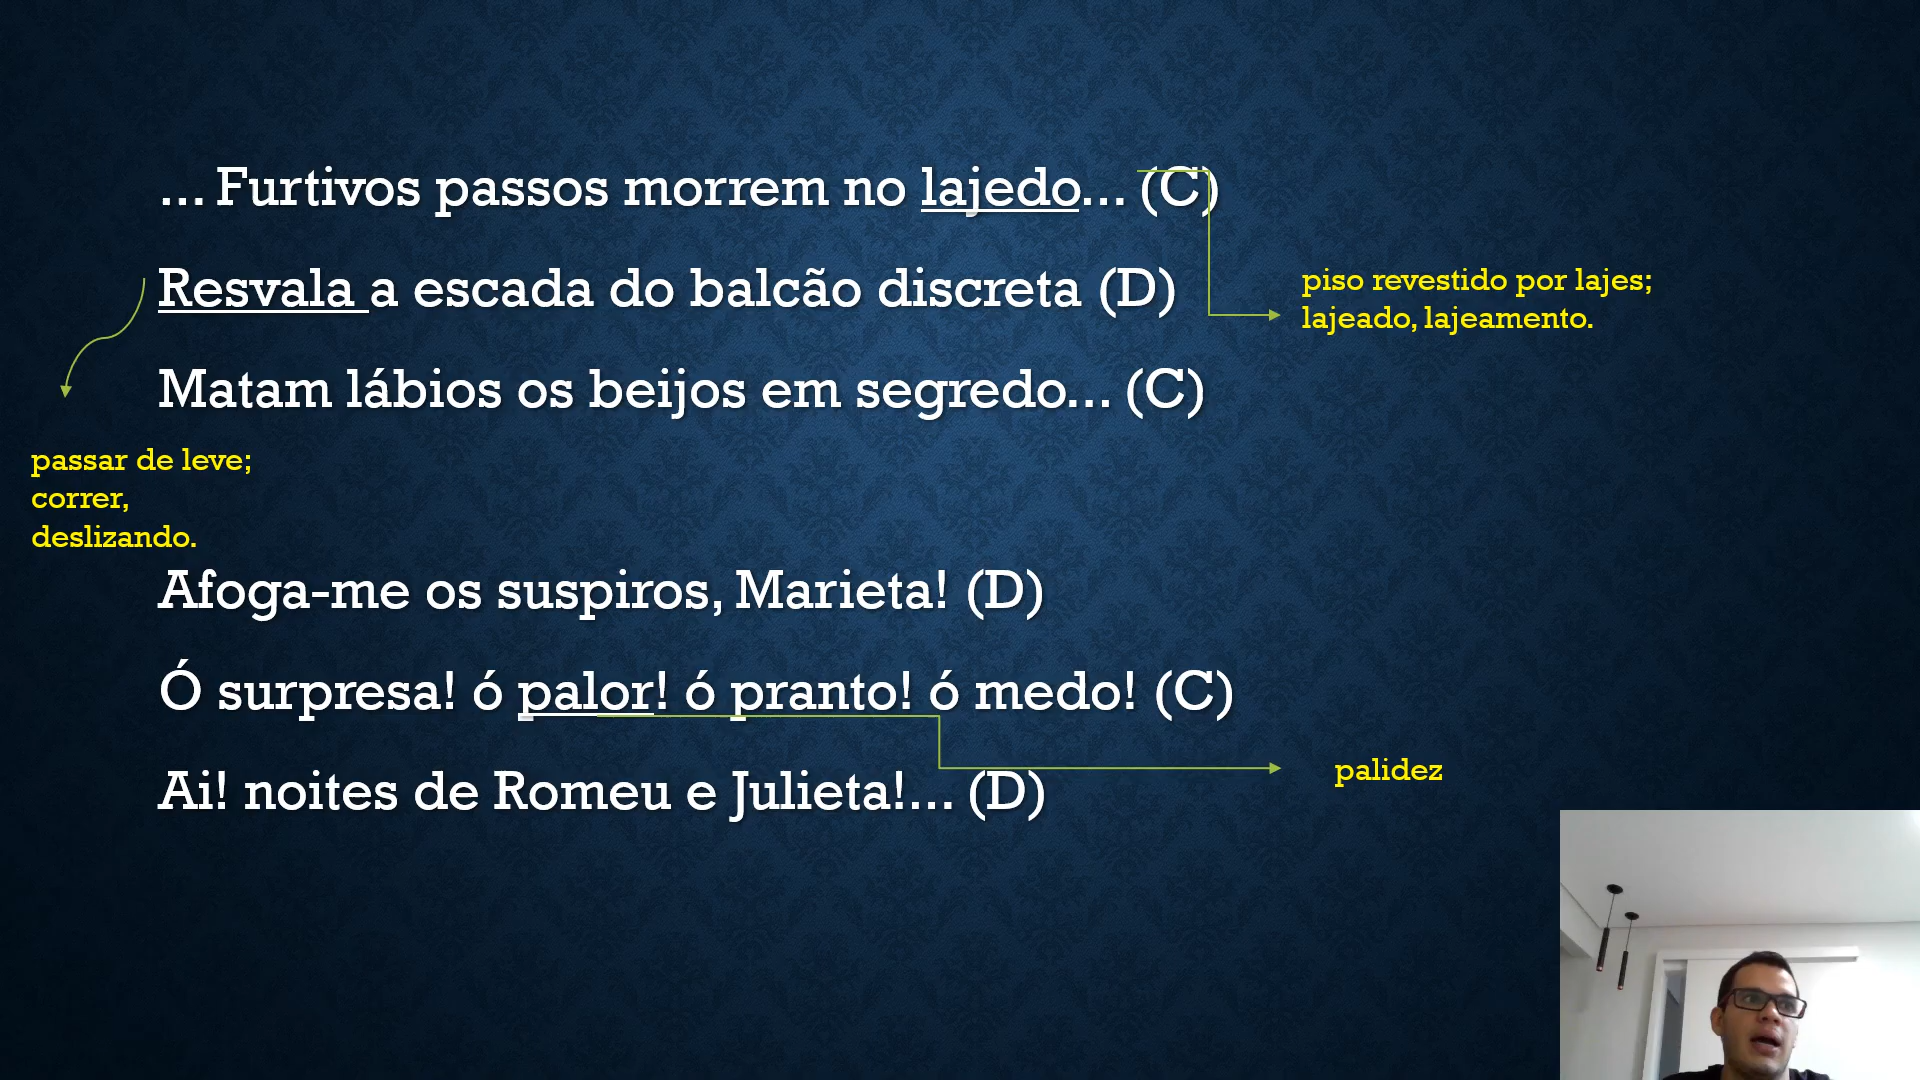 ... Furtivos passos morrem no lajedo... (C)
Resvala a escada do balcão discreta (D)
piso revestido por lajes;
lajeado, lajeamento.
Matam lábios os beijos em segredo... (C)
passar de leve;
correr,
deslizando.
Afoga-me os suspiros, Marieta! (D)
Ó surpresa! ó palor! ó pranto! ó medo! (C)
Ai! noites de Romeu e Julieta!... (D)
palidez